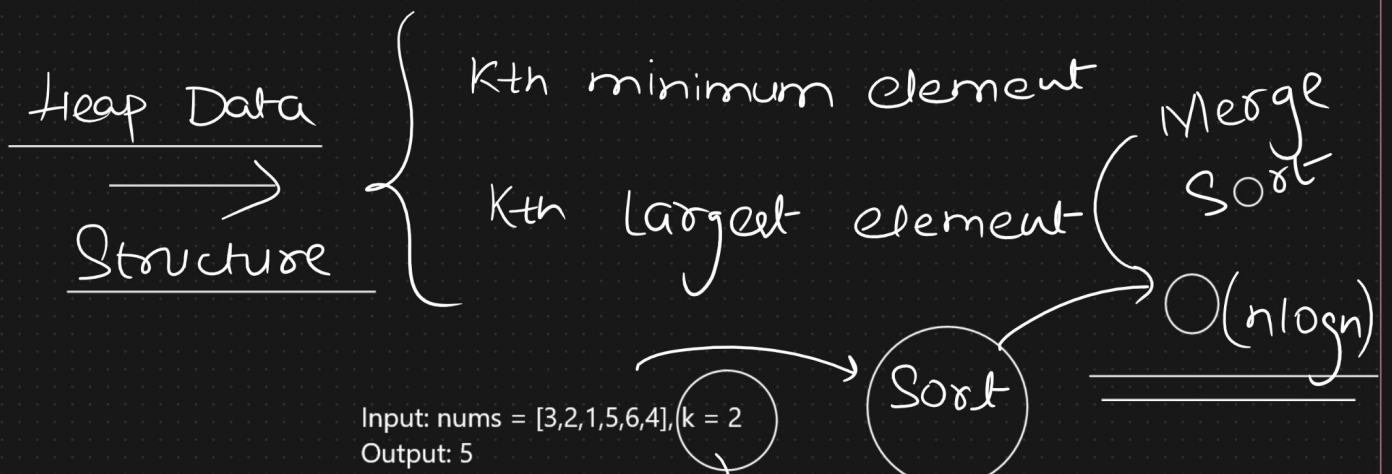 Heap Data
Structure
Kth minimum element
Kth largest element
Merge
Sort
O(nlogn)
Sort
Input: nums = [3,2,1,5,6,4], k = 2
Output: 5